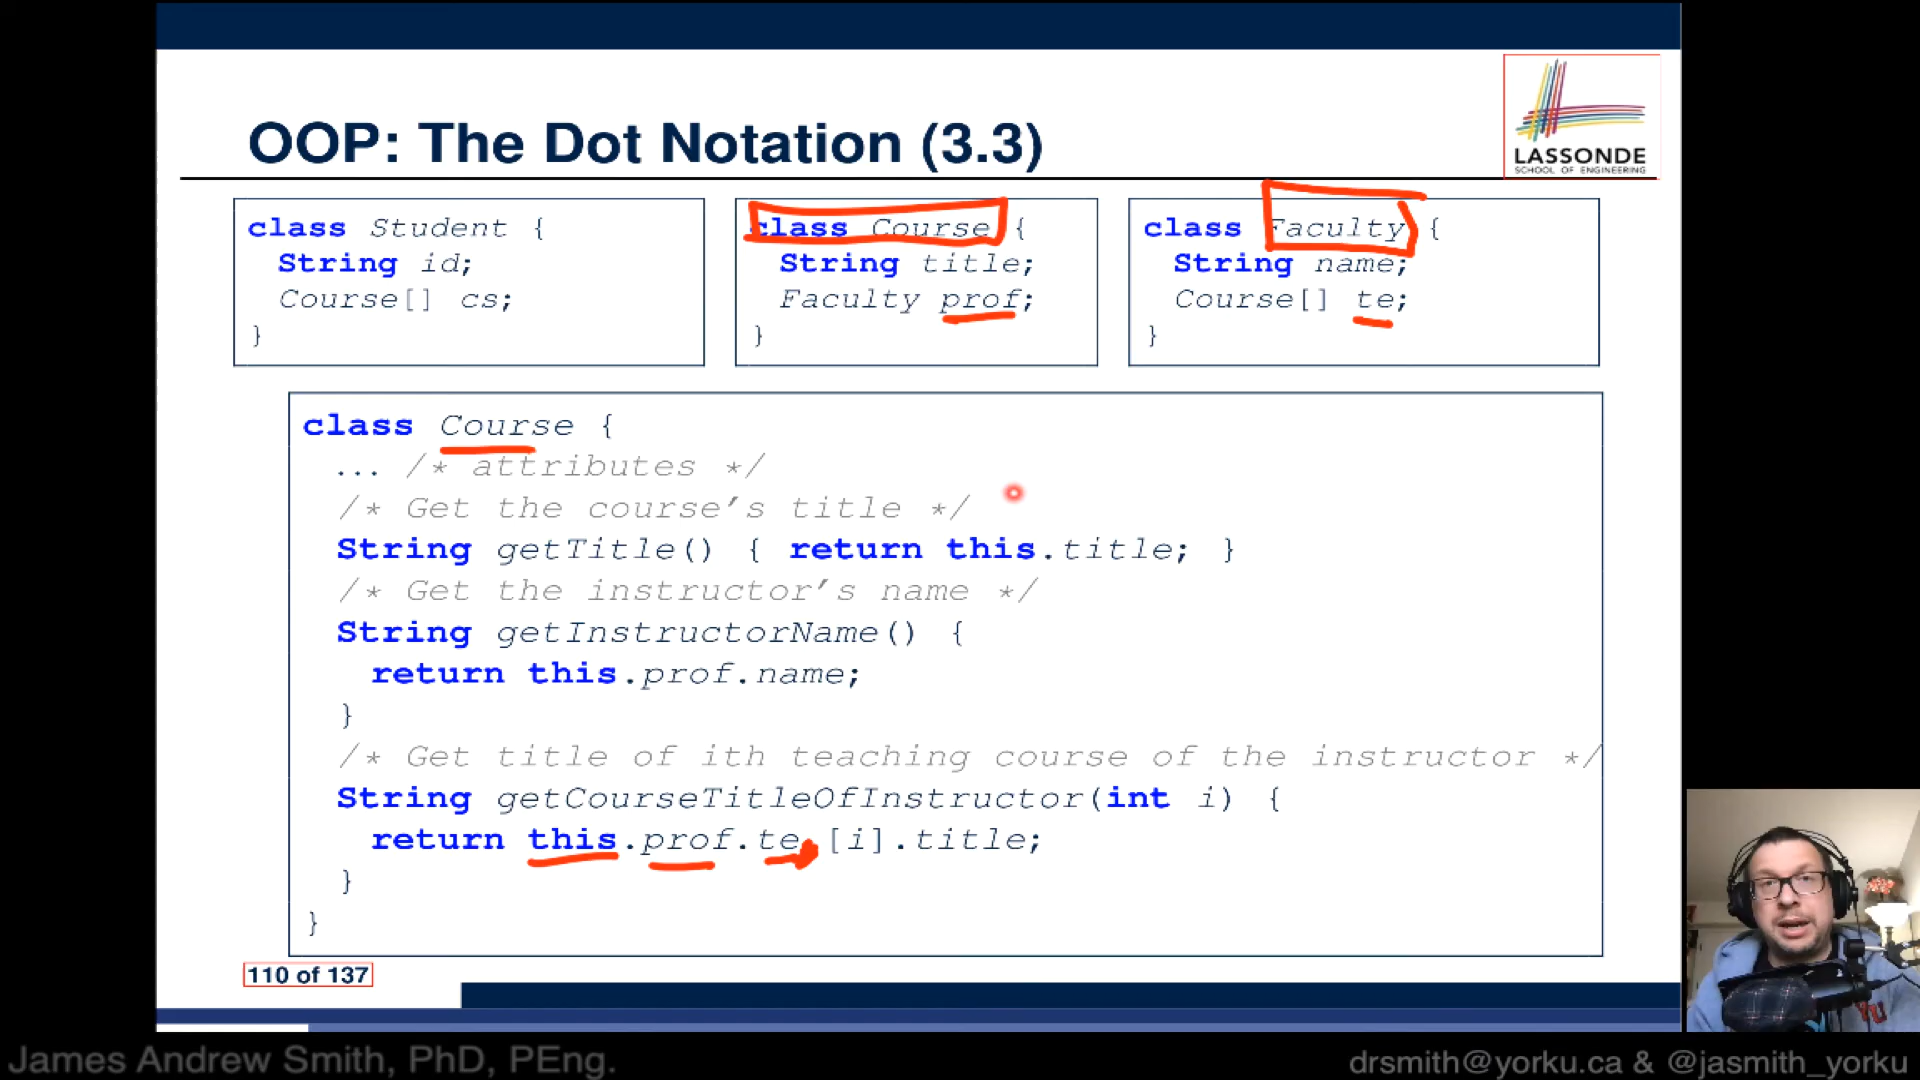 OOP: The Dot Notation (3.3)
LASSONDE
SCHOOL OF ENGINEERING
class Student {
String id;
Course[] cs;
}
class Course {
String title;
Faculty prof;
}
class Faculty {
String name;
Course[] te;
}
class Course {
... /* attributes */
/* Get the course's title */
String getTitle() { return this.title; }
/* Get the instructor's name */
String getInstructorName() {
return this.prof.name;
}
/* Get title of ith teaching course of the instructor */
String getCourseTitleOfInstructor(int i) {
return this.prof.te[i].title;
}
}
110 of 137
James Andrew Smith, PhD, PEng.
drsmith@yorku.ca & @jasmith_yorku